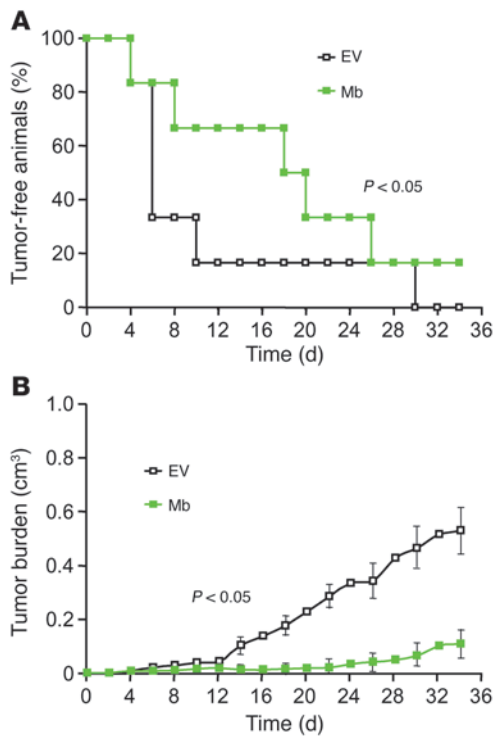 A
Tumor-free animals (%)
100
80
60
40
20
0
EV
Mb
P < 0.05
0 4 8 12 16 20 24 28 32 36
Time (d)
B
Tumor burden (cm³)
1.0
0.8
0.6
0.4
0.2
0
EV
Mb
P < 0.05
0 4 8 12 16 20 24 28 32 36
Time (d)